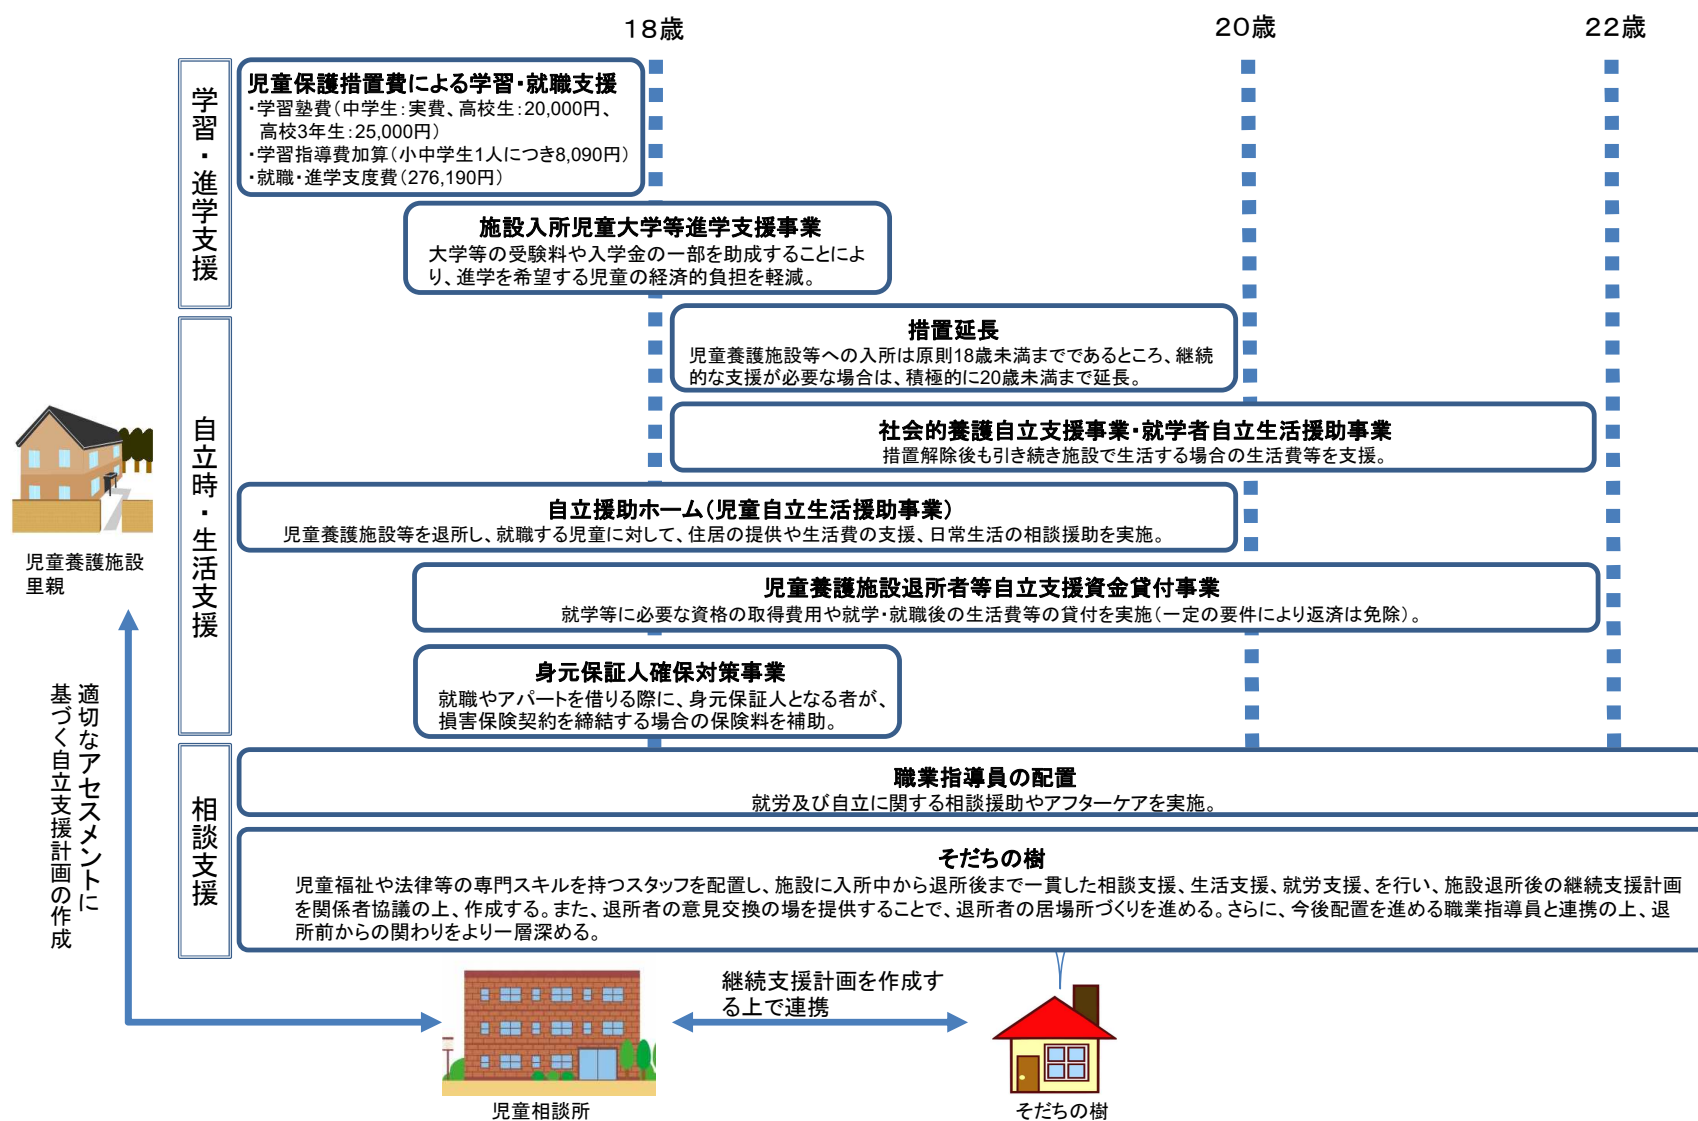 18歳
20歳
22歳
学習・進学支援
児童保護措置費による学習・就職支援
・学習塾費(中学生:実費、高校生:20,000円、
高校3年生:25,000円)
・学習指導費加算(小中学生1人につき8,090円)
・就職・進学支度費(276,190円)
施設入所児童大学等進学支援事業
大学等の受験料や入学金の一部を助成することによ
り、進学を希望する児童の経済的負担を軽減。
自立時・生活支援
措置延長
児童養護施設等への入所は原則18歳未満までであるところ、継続
的な支援が必要な場合は、積極的に20歳未満まで延長。
社会的養護自立支援事業・就学者自立生活援助事業
措置解除後も引き続き施設で生活する場合の生活費等を支援。
自立援助ホーム(児童自立生活援助事業)
児童養護施設等を退所し、就職する児童に対して、住居の提供や生活費の支援、日常生活の相談援助を実施。
児童養護施設退所者等自立支援資金貸付事業
就学等に必要な資格の取得費用や就学・就職後の生活費等の貸付を実施(一定の要件により返済は免除)。
身元保証人確保対策事業
就職やアパートを借りる際に、身元保証人となる者が、
損害保険契約を締結する場合の保険料を補助。
児童養護施設
里親
適切なアセスメントに
基づく自立支援計画の作成
相談支援
職業指導員の配置
就労及び自立に関する相談援助やアフターケアを実施。
そだちの樹
児童福祉や法律等の専門スキルを持つスタッフを配置し、施設に入所中から退所後まで一貫した相談支援、生活支援、就労支援、を行い、施設退所後の継続支援計画
を関係者協議の上、作成する。また、退所者の意見交換の場を提供することで、退所者の居場所づくりを進める。さらに、今後配置を進める職業指導員と連携の上、退
所前からの関わりをより一層深める。
継続支援計画を作成す
る上で連携
児童相談所
そだちの樹